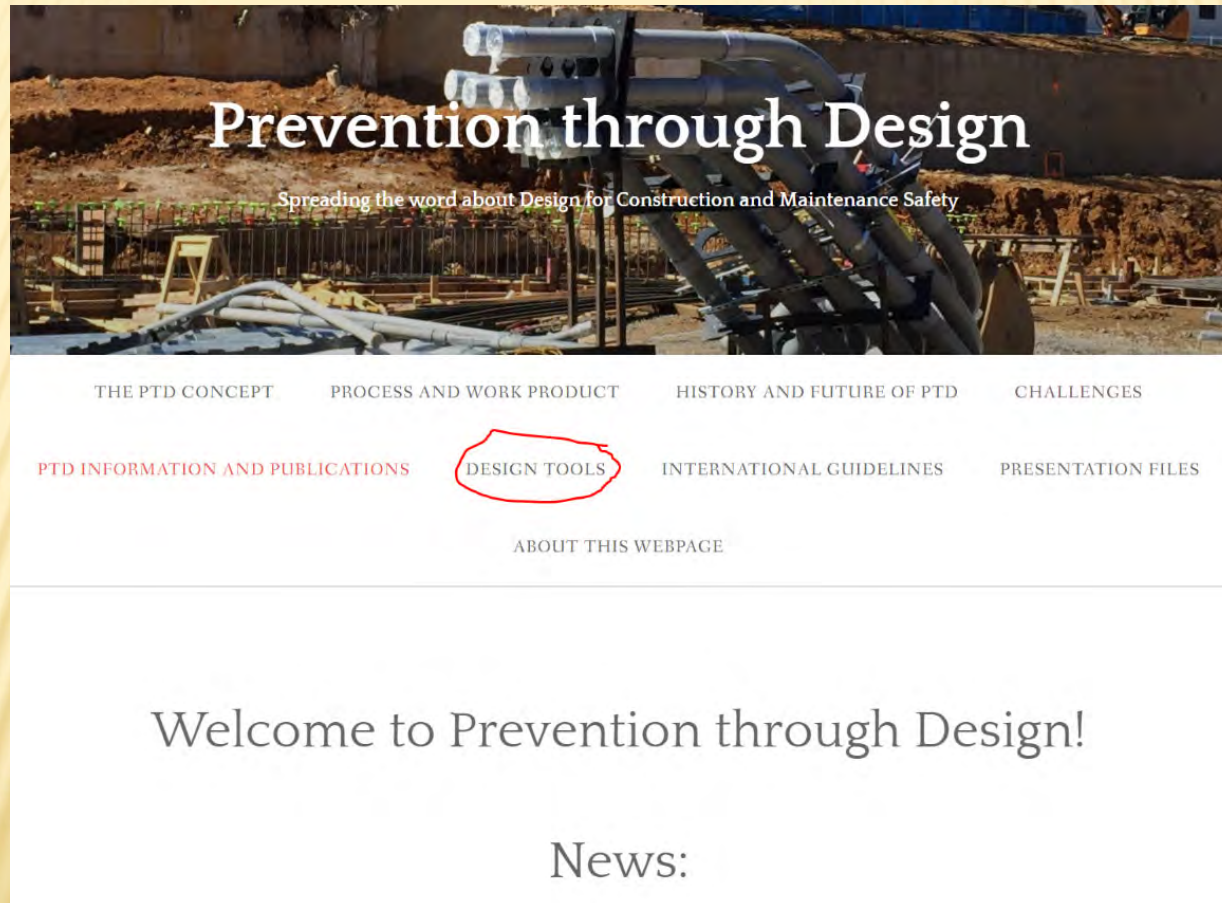 Prevention through Design
Spreading the word about Design for Construction and Maintenance Safety
THE PTD CONCEPT PROCESS AND WORK PRODUCT HISTORY AND FUTURE OF PTD CHALLENGES
PTD INFORMATION AND PUBLICATIONS DESIGN TOOLS INTERNATIONAL GUIDELINES PRESENTATION FILES
ABOUT THIS WEBPAGE
Welcome to Prevention through Design!
News: